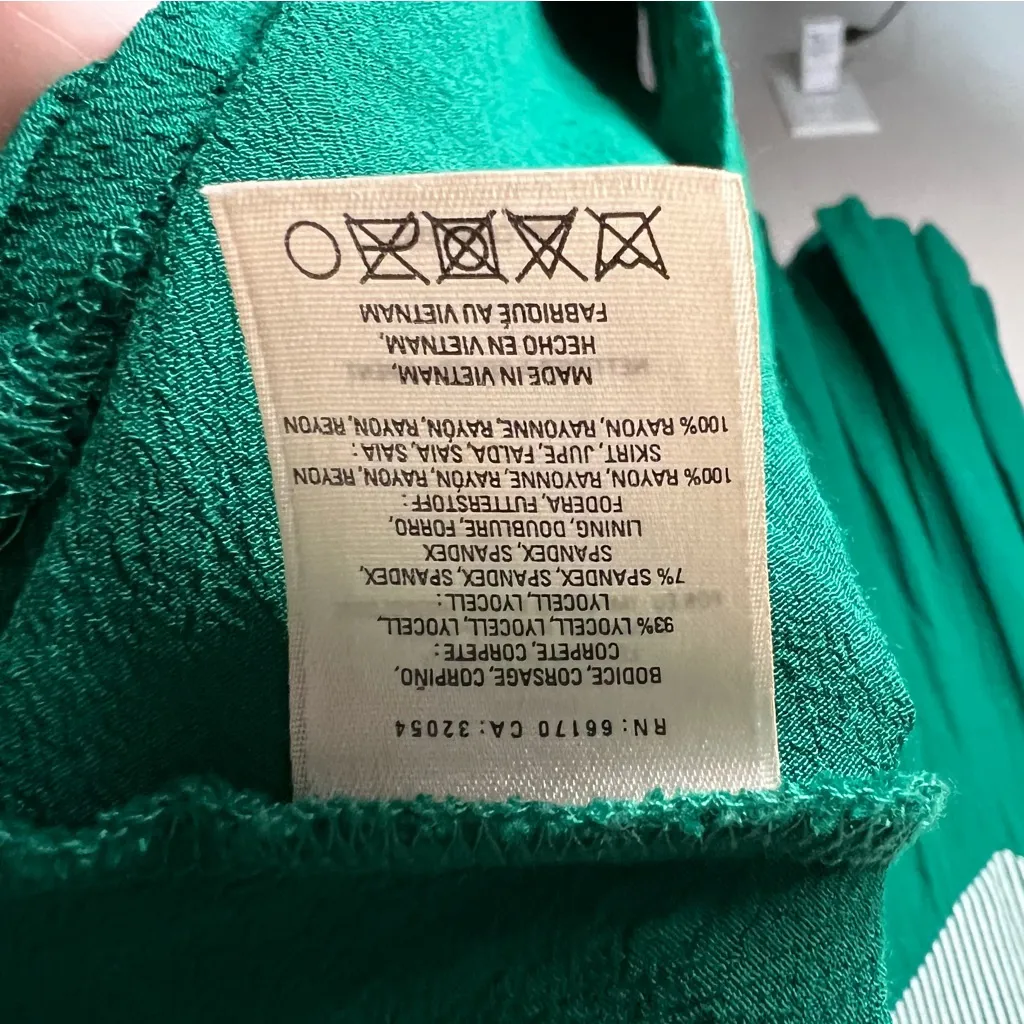 RN: 66170 CA: 32054
BODICE, CORSAGE, CORPIÑO,
CORPETE, CORPETE:
93% LYOCELL, LYOCELL, LYOCELL,
LYOCELL, LYOCELL:
7% SPANDEX, SPANDEX, SPANDEX,
SPANDEX, SPANDEX
LINING, DOUBLURE, FORRO,
FODERA, FUTTERSTOFF:
100% RAYON, RAYONNE, RAYÓN, RAYON, REYON
SKIRT, JUPE, FALDA, SAIA, SAIA:
100% RAYON, RAYONNE, RAYÓN, RAYON, REYON
MADE IN VIETNAM,
HECHO EN VIETNAM,
FABRIQUÉ AU VIETNAM